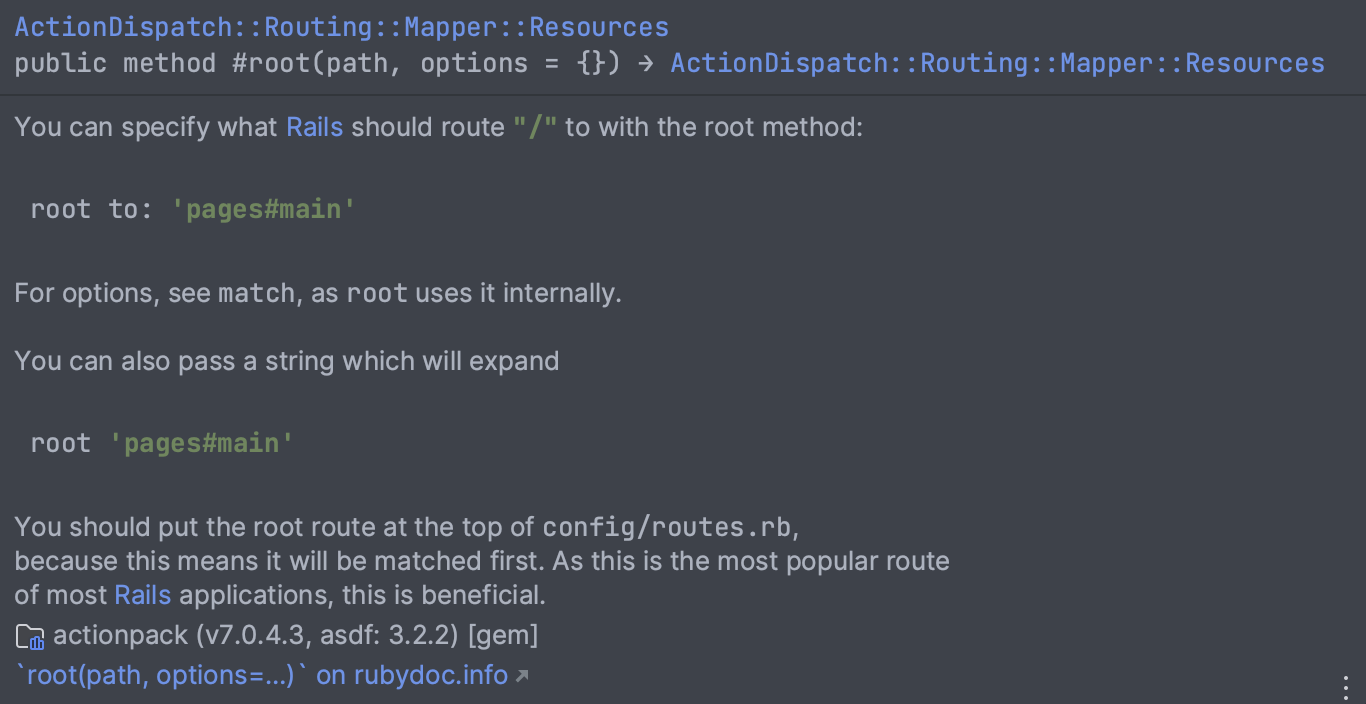 ActionDispatch::Routing::Mapper::Resources
public method #root(path, options = {}) → ActionDispatch::Routing::Mapper::Resources
You can specify what Rails should route "/" to with the root method:
root to: 'pages#main'
For options, see match, as root uses it internally.
You can also pass a string which will expand
root 'pages#main'
You should put the root route at the top of config/routes.rb,
because this means it will be matched first. As this is the most popular route
of most Rails applications, this is beneficial.
actionpack (v7.0.4.3, asdf: 3.2.2) [gem]
`root(path, options=...)` on rubydoc.info